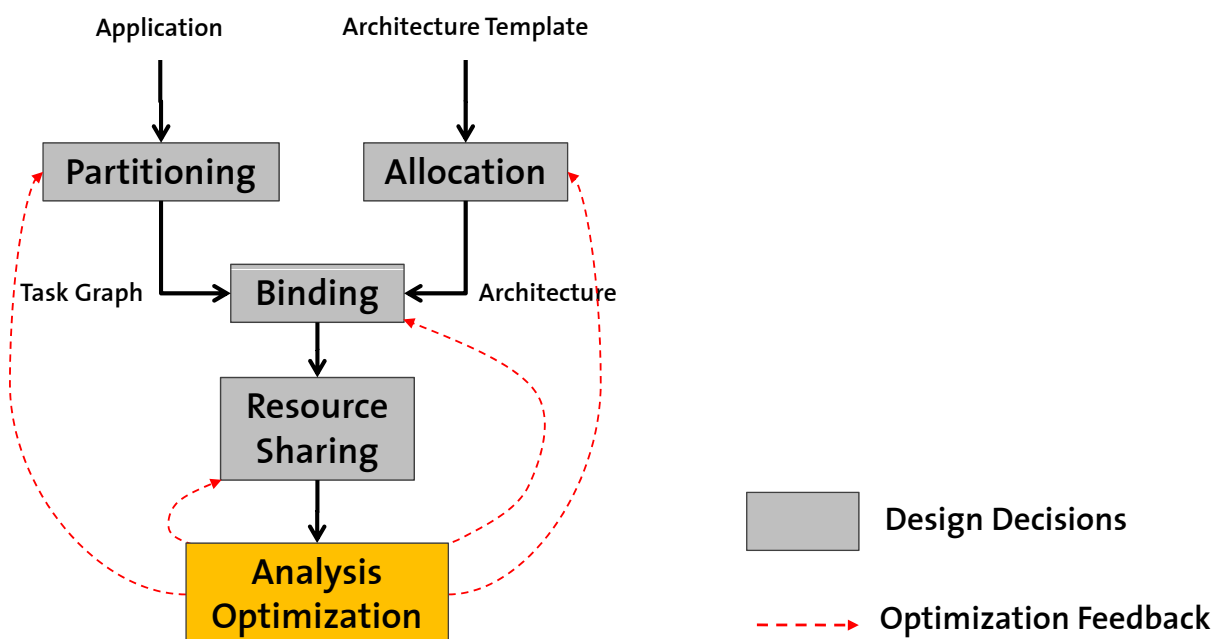 Application
Architecture Template
Partitioning
Allocation
Task Graph
Binding
Architecture
Resource
Sharing
Analysis
Optimization
Design Decisions
Optimization Feedback